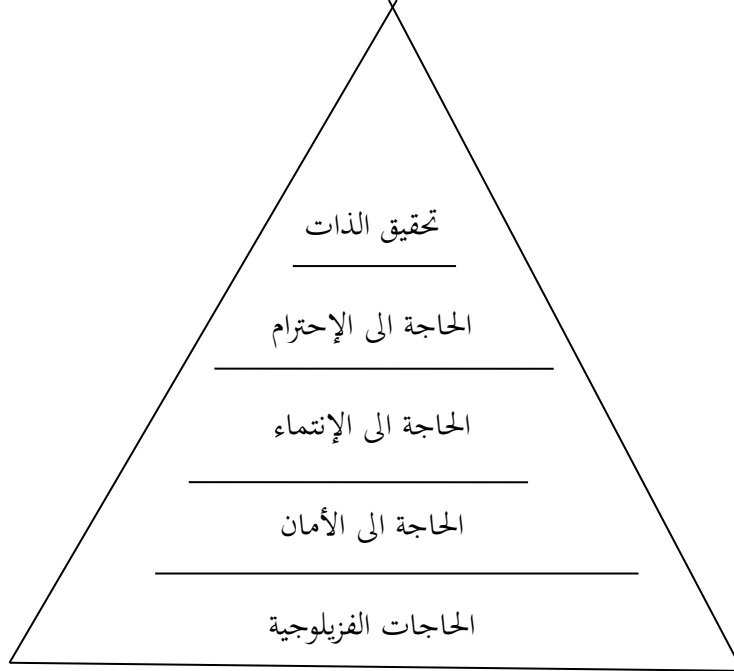 تحقيق الذات
الحاجة الى الإحترام
الحاجة الى الإنتماء
الحاجة الى الأمان
الحاجات الفزيلوجية